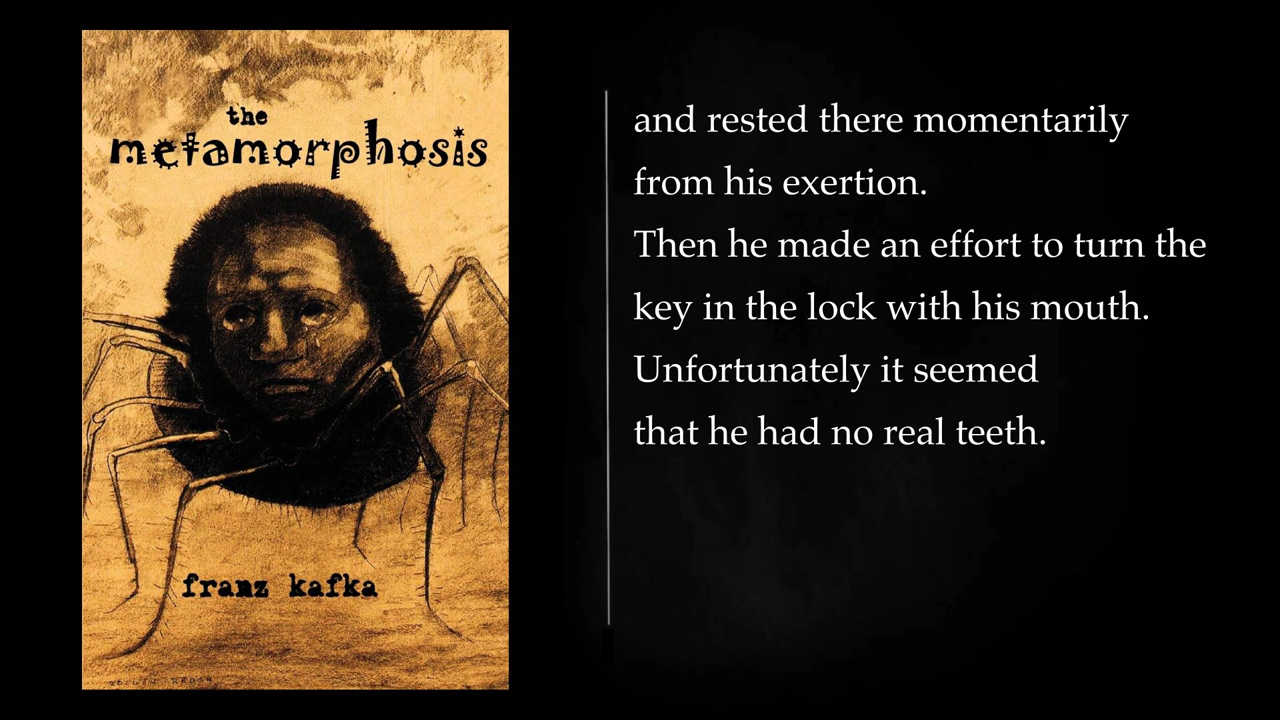 the
metamorphosis
franz kafka
and rested there momentarily
from his exertion.
Then he made an effort to turn the
key in the lock with his mouth.
Unfortunately it seemed
that he had no real teeth.